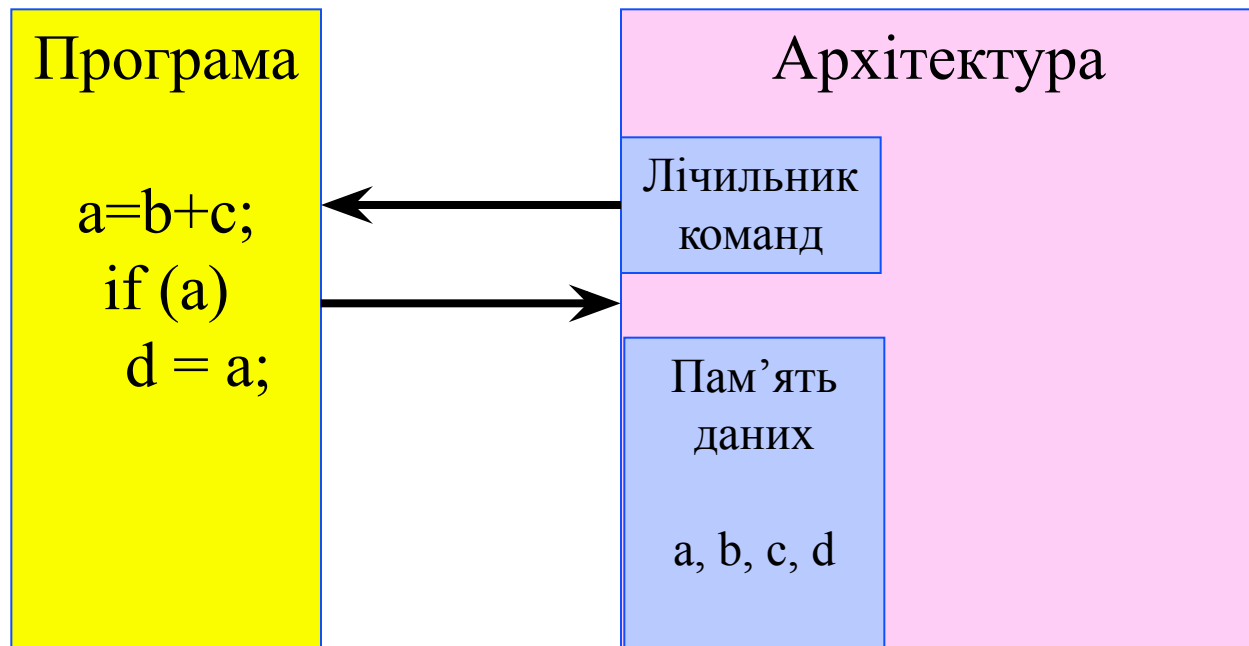 Програма
a=b+c;
if (a)
d = a;
Архітектура
Лічильник
команд
Пам’ять
даних
a, b, c, d